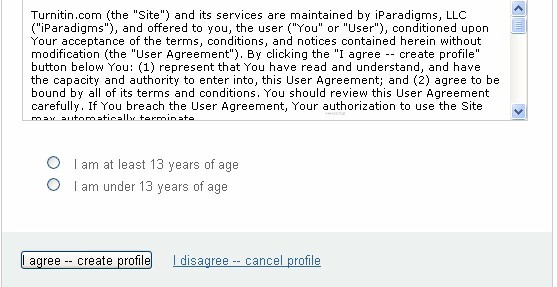 Turnitin.com (the "Site") and its services are maintained by iParadigms, LLC
("iParadigms"), and offered to you, the user ("You" or "User"), conditioned upon
Your acceptance of the terms, conditions, and notices contained herein without
modification (the "User Agreement"). By clicking the "I agree -- create profile"
button below You: (1) represent that You have read and understand, and have
the capacity and authority to enter into, this User Agreement; and (2) agree to be
bound by all of its terms and conditions. You should review this User Agreement
carefully. If You breach the User Agreement, Your authorization to use the Site
may automatically terminate
I am at least 13 years of age
I am under 13 years of age
I agree -- create profile I disagree -- cancel profile